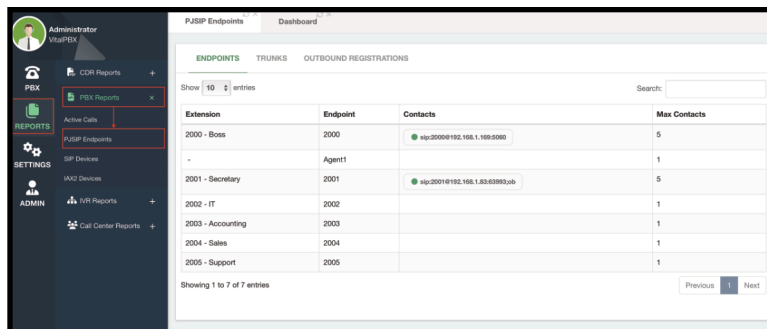 Administrator
VitalPBX
PJSIP Endpoints
Dashboard
PBX
REPORTS
SETTINGS
ADMIN
CDR Reports +
PBX Reports ×
Active Calls
PJSIP Endpoints
SIP Devices
IAX2 Devices
IVR Reports +
Call Center Reports +
ENDPOINTS TRUNKS OUTBOUND REGISTRATIONS
Show 10 entries
Search:
Extension Endpoint Contacts Max Contacts
2000 - Boss 2000 sip:2000@192.168.1.169:5060 5
- Agent1 1
2001 - Secretary 2001 sip:2001@192.168.1.83:63993;ob 5
2002 - IT 2002 1
2003 - Accounting 2003 1
2004 - Sales 2004 1
2005 - Support 2005 1
Showing 1 to 7 of 7 entries
Previous 1 Next